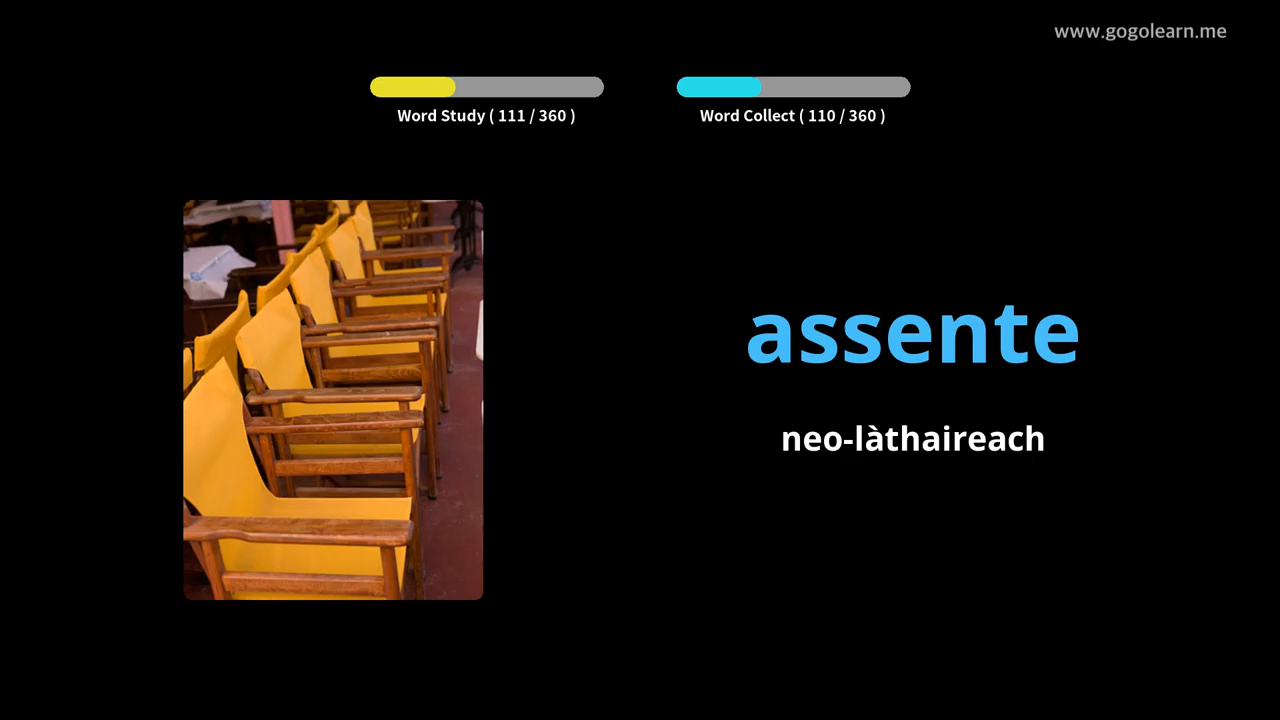 www.gogolearn.me
Word Study ( 111 / 360 )
Word Collect ( 110 / 360 )
assente
neo-làthaireach